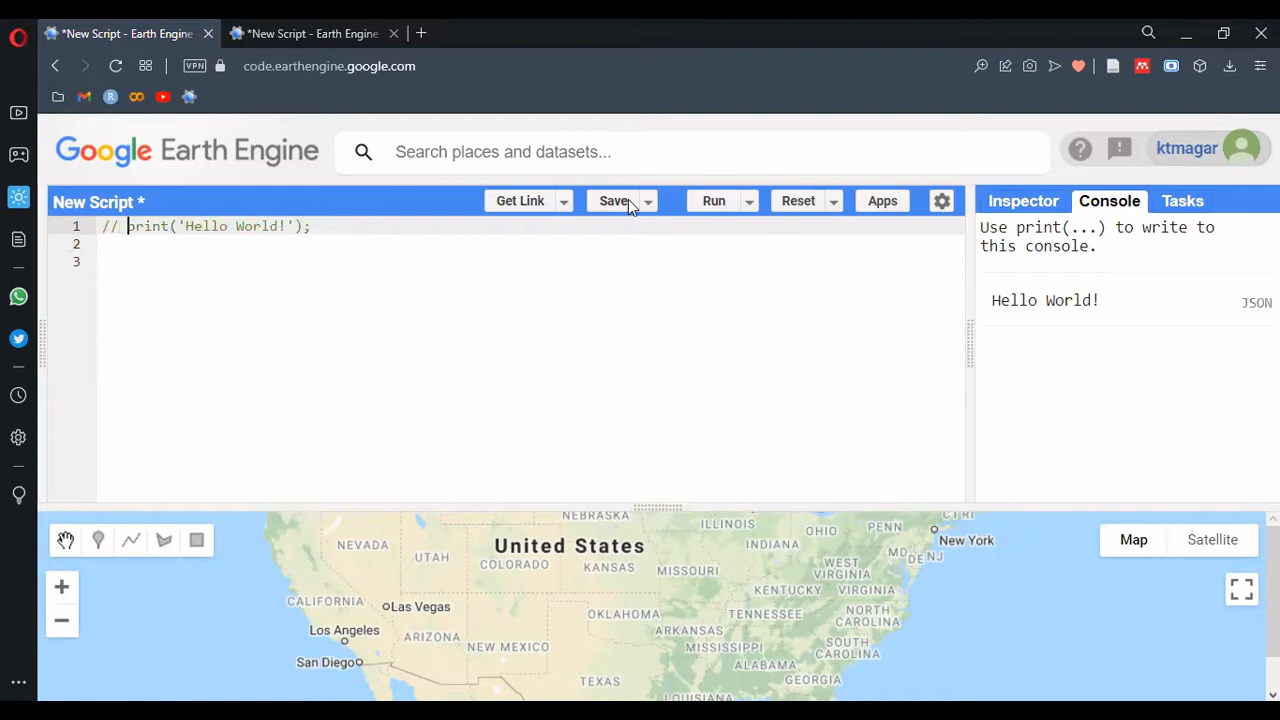 *New Script - Earth Engine
*New Script - Earth Engine
VPN
code.earthengine.google.com
Google Earth Engine
Search places and datasets...
ktmagar
New Script *
Get Link
Save
Run
Reset
Apps
Inspector
Console
Tasks
1 // print('Hello World!');
2
3
Use print(...) to write to
this console.
Hello World!
JSON
NEBRASKA
ILLINOIS
OHIO
PENN
New York
United States
NEVADA
UTAH
COLORADO
KANSAS
INDIANA
MISSOURI
MD
DE
NJ
WEST
VIRGINIA
KENTUCKY
VIRGINIA
CALIFORNIA
Las Vegas
OKLAHOMA
TENNESSEE
NORTH
CAROLINA
Los Angeles
ARIZONA
NEW MEXICO
ARKANSAS
MISSISSIPPI
SOUTH
CAROLINA
San Diego
ALABAMA
TEXAS
GEORGIA
LOUISIANA
Map
Satellite